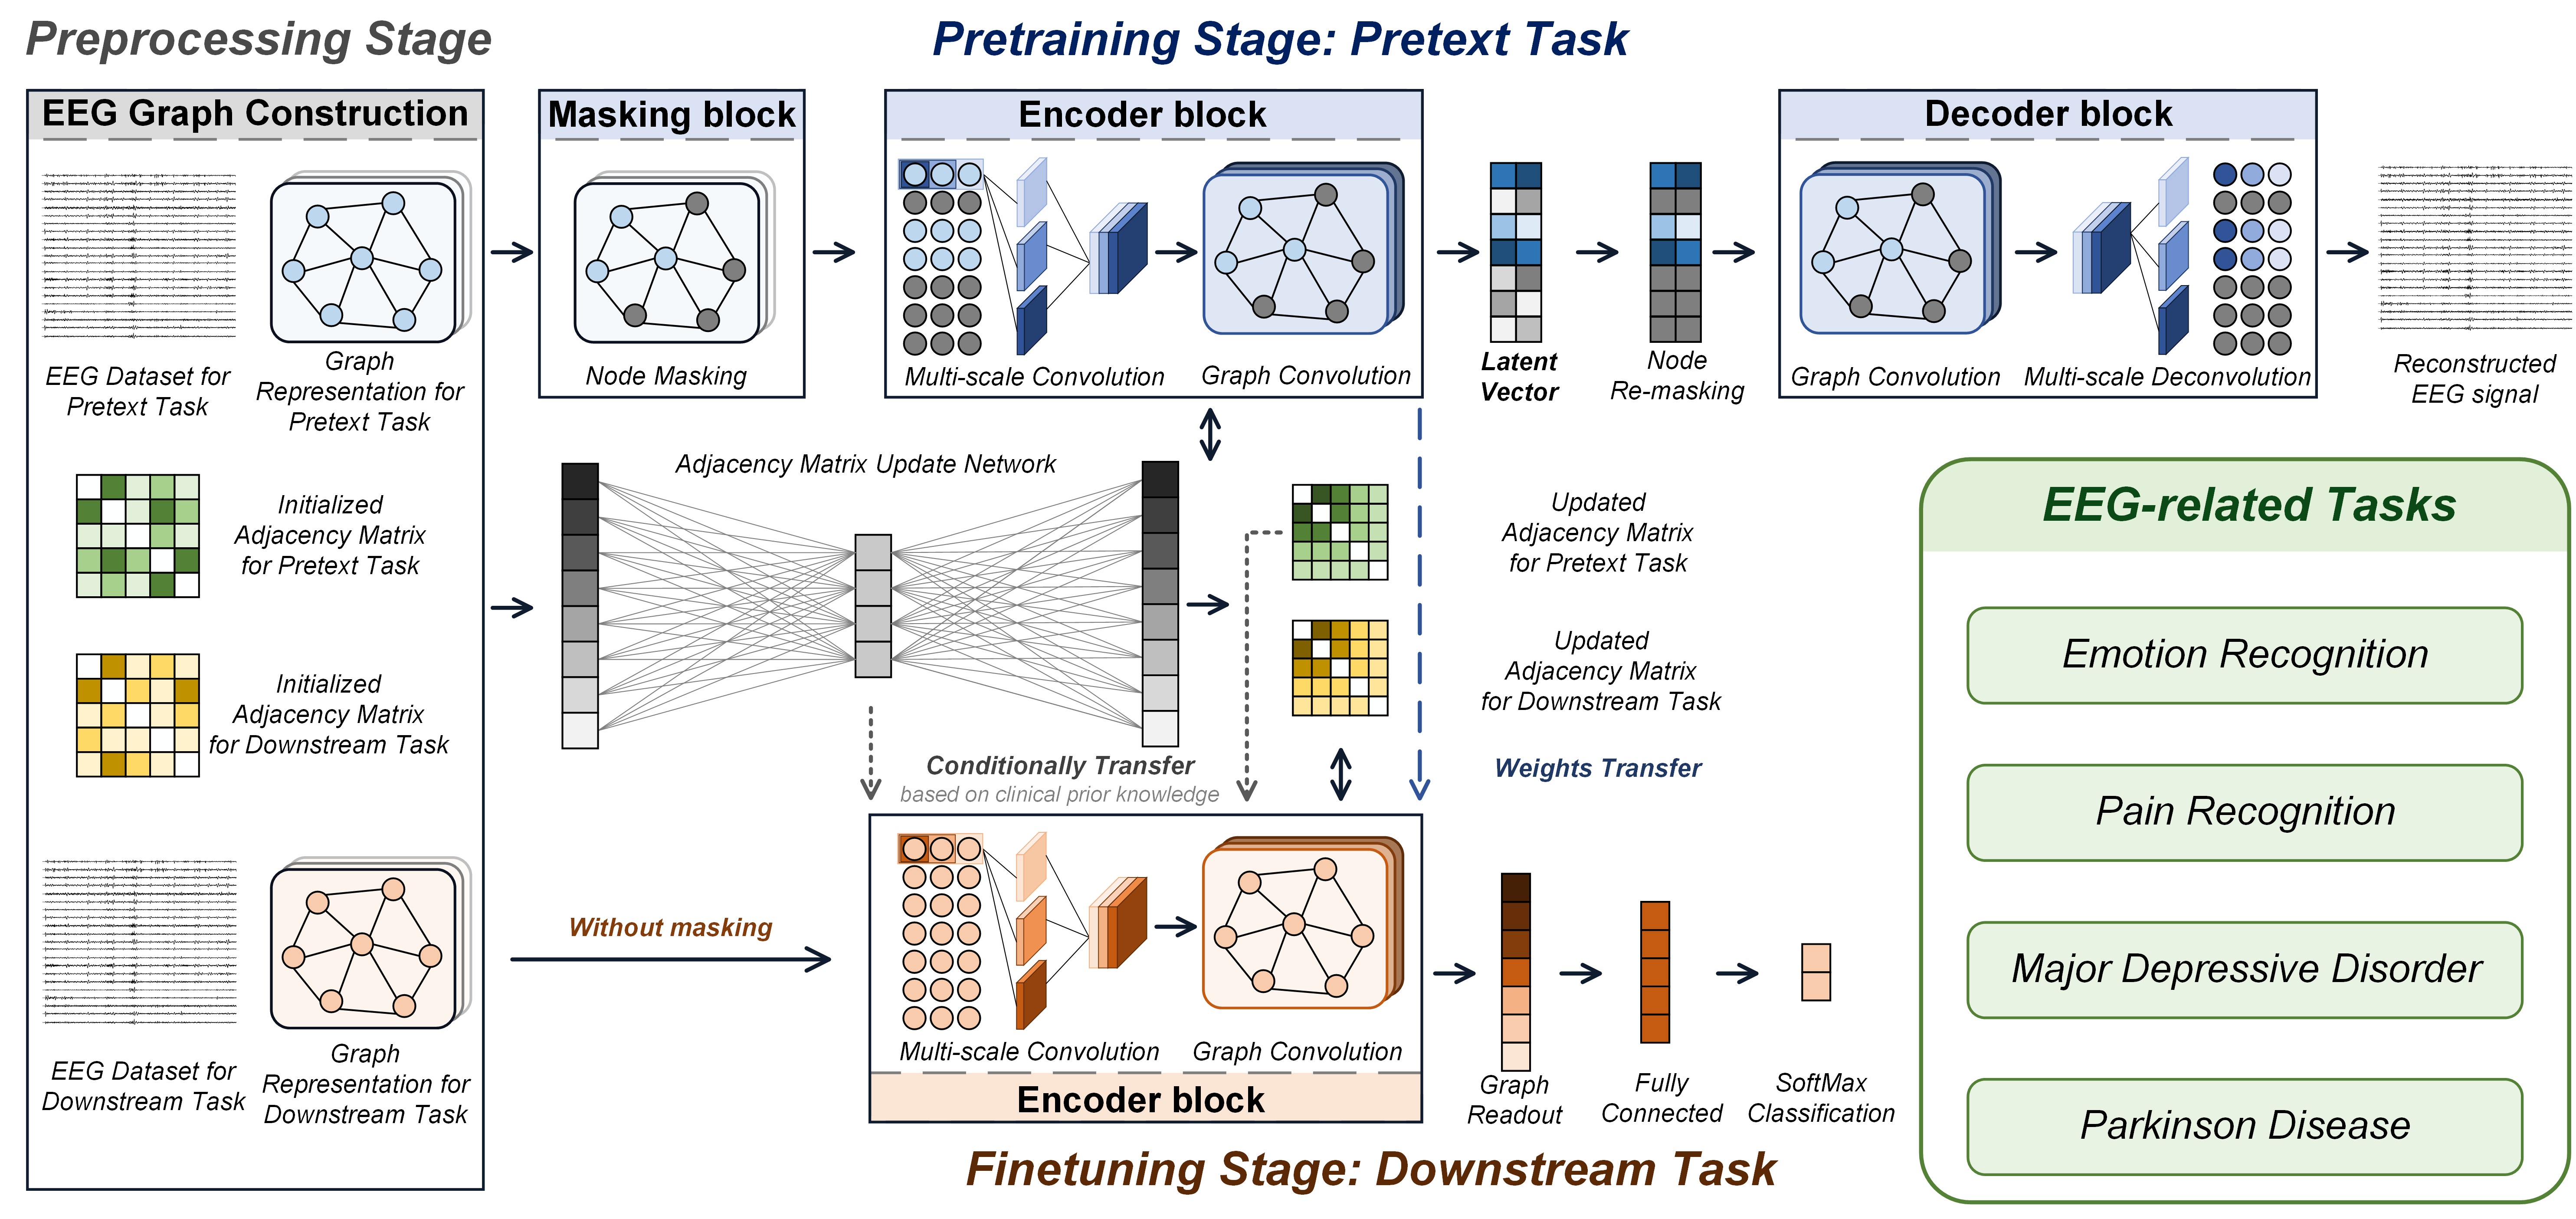 Preprocessing Stage
Pretraining Stage: Pretext Task
EEG Graph Construction
EEG Dataset for
Pretext Task
Graph
Representation for
Pretext Task
Initialized
Adjacency Matrix
for Pretext Task
Initialized
Adjacency Matrix
for Downstream Task
EEG Dataset for
Downstream Task
Graph
Representation for
Downstream Task
Masking block
Node Masking
Encoder block
Multi-scale Convolution
Graph Convolution
Latent
Vector
Node
Re-masking
Decoder block
Graph Convolution
Multi-scale Deconvolution
Reconstructed
EEG signal
Adjacency Matrix Update Network
Updated
Adjacency Matrix
for Pretext Task
Updated
Adjacency Matrix
for Downstream Task
Conditionally Transfer
based on clinical prior knowledge
Weights Transfer
Without masking
Multi-scale Convolution
Graph Convolution
Encoder block
Graph
Readout
Fully
Connected
SoftMax
Classification
Finetuning Stage: Downstream Task
EEG-related Tasks
Emotion Recognition
Pain Recognition
Major Depressive Disorder
Parkinson Disease